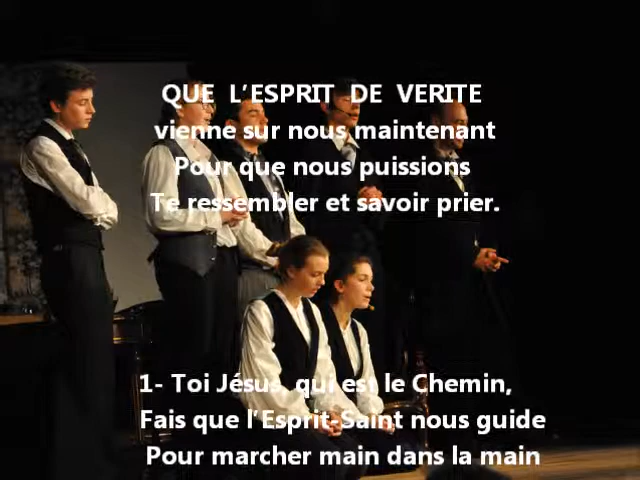 QUE L'ESPRIT DE VERITE
vienne sur nous maintenant
Pour que nous puissions
Te ressembler et savoir prier.
1- Toi Jésus, qui est le Chemin,
Fais que l'Esprit-Saint nous guide
Pour marcher main dans la main